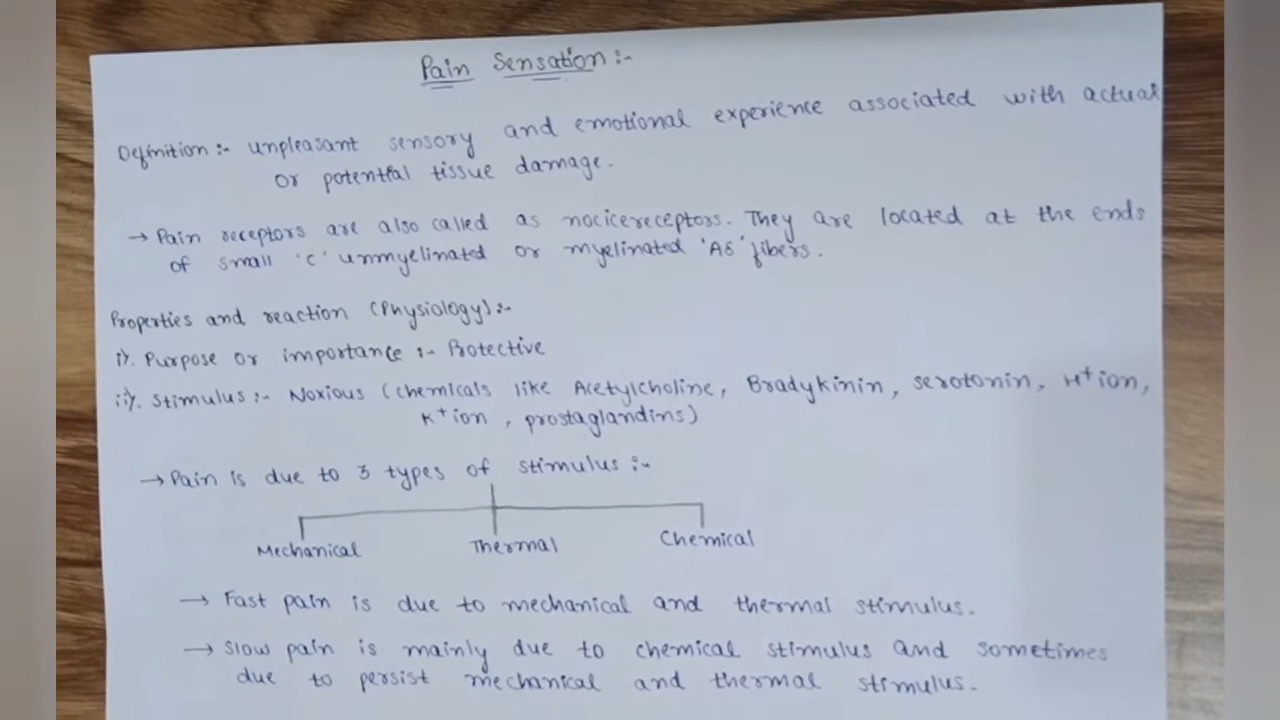 Pain Sensation :-
Definition :- unpleasant sensory and emotional experience associated with actual
or potential tissue damage.
→ Pain receptors are also called as nocicereceptors. They are located at the ends
of small 'C' unmyelinated or myelinated 'Aδ' fibers.
Properties and reaction (Physiology) :-
i). Purpose or importance :- Protective
ii). Stimulus :- Noxious (chemicals like Acetylcholine, Bradykinin, serotonin, H+ ion,
K+ ion, prostaglandins)
→ Pain is due to 3 types of stimulus :-
Mechanical Thermal Chemical
→ Fast pain is due to mechanical and thermal stimulus.
→ Slow pain is mainly due to chemical stimulus and sometimes
due to persist mechanical and thermal stimulus.